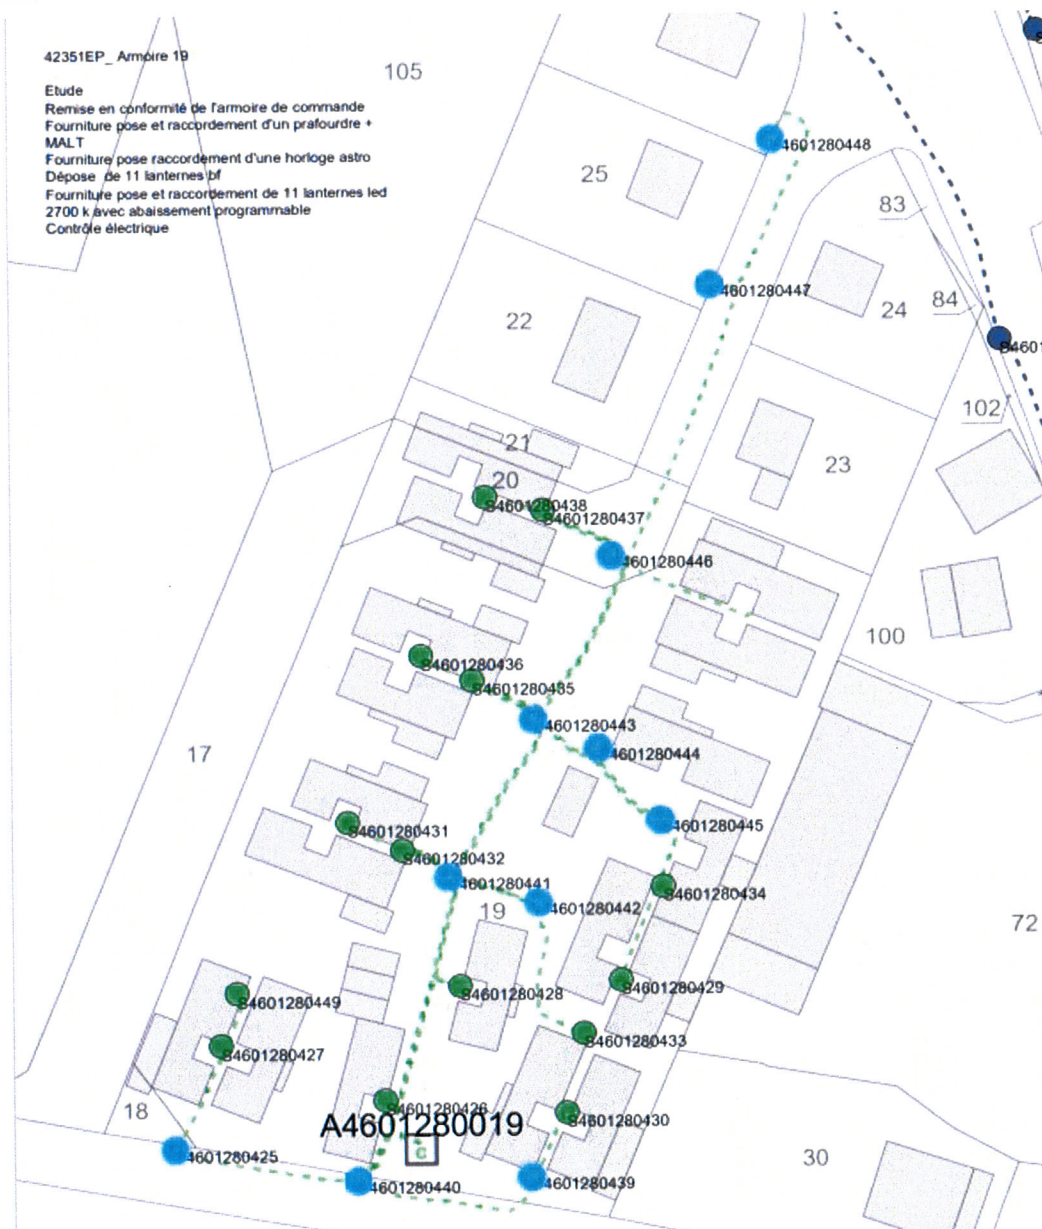 42351EP_ Armoire 19
Etude
Remise en conformité de l'armoire de commande
Fourniture pose et raccordement d'un prafourdre +
MALT
Fourniture pose raccordement d'une horloge astro
Dépose de 11 lanternes bf
Fourniture pose et raccordement de 11 lanternes led
2700 k avec abaissement programmable
Contrôle électrique
105
4601280448
25
83
4601280447
84
24
22
S4601
102
21
23
20
S4601280438
S4601280437
4601280446
100
S4601280436
S4601280435
4601280443
4601280444
17
4601280445
S4601280431
S4601280432
4601280441
S4601280434
4601280442
19
72
S4601280429
S4601280428
S4601280449
S4601280433
S4601280427
S4601280426
18
S4601280430
A4601280019
C
4601280425
30
4601280440
4601280439